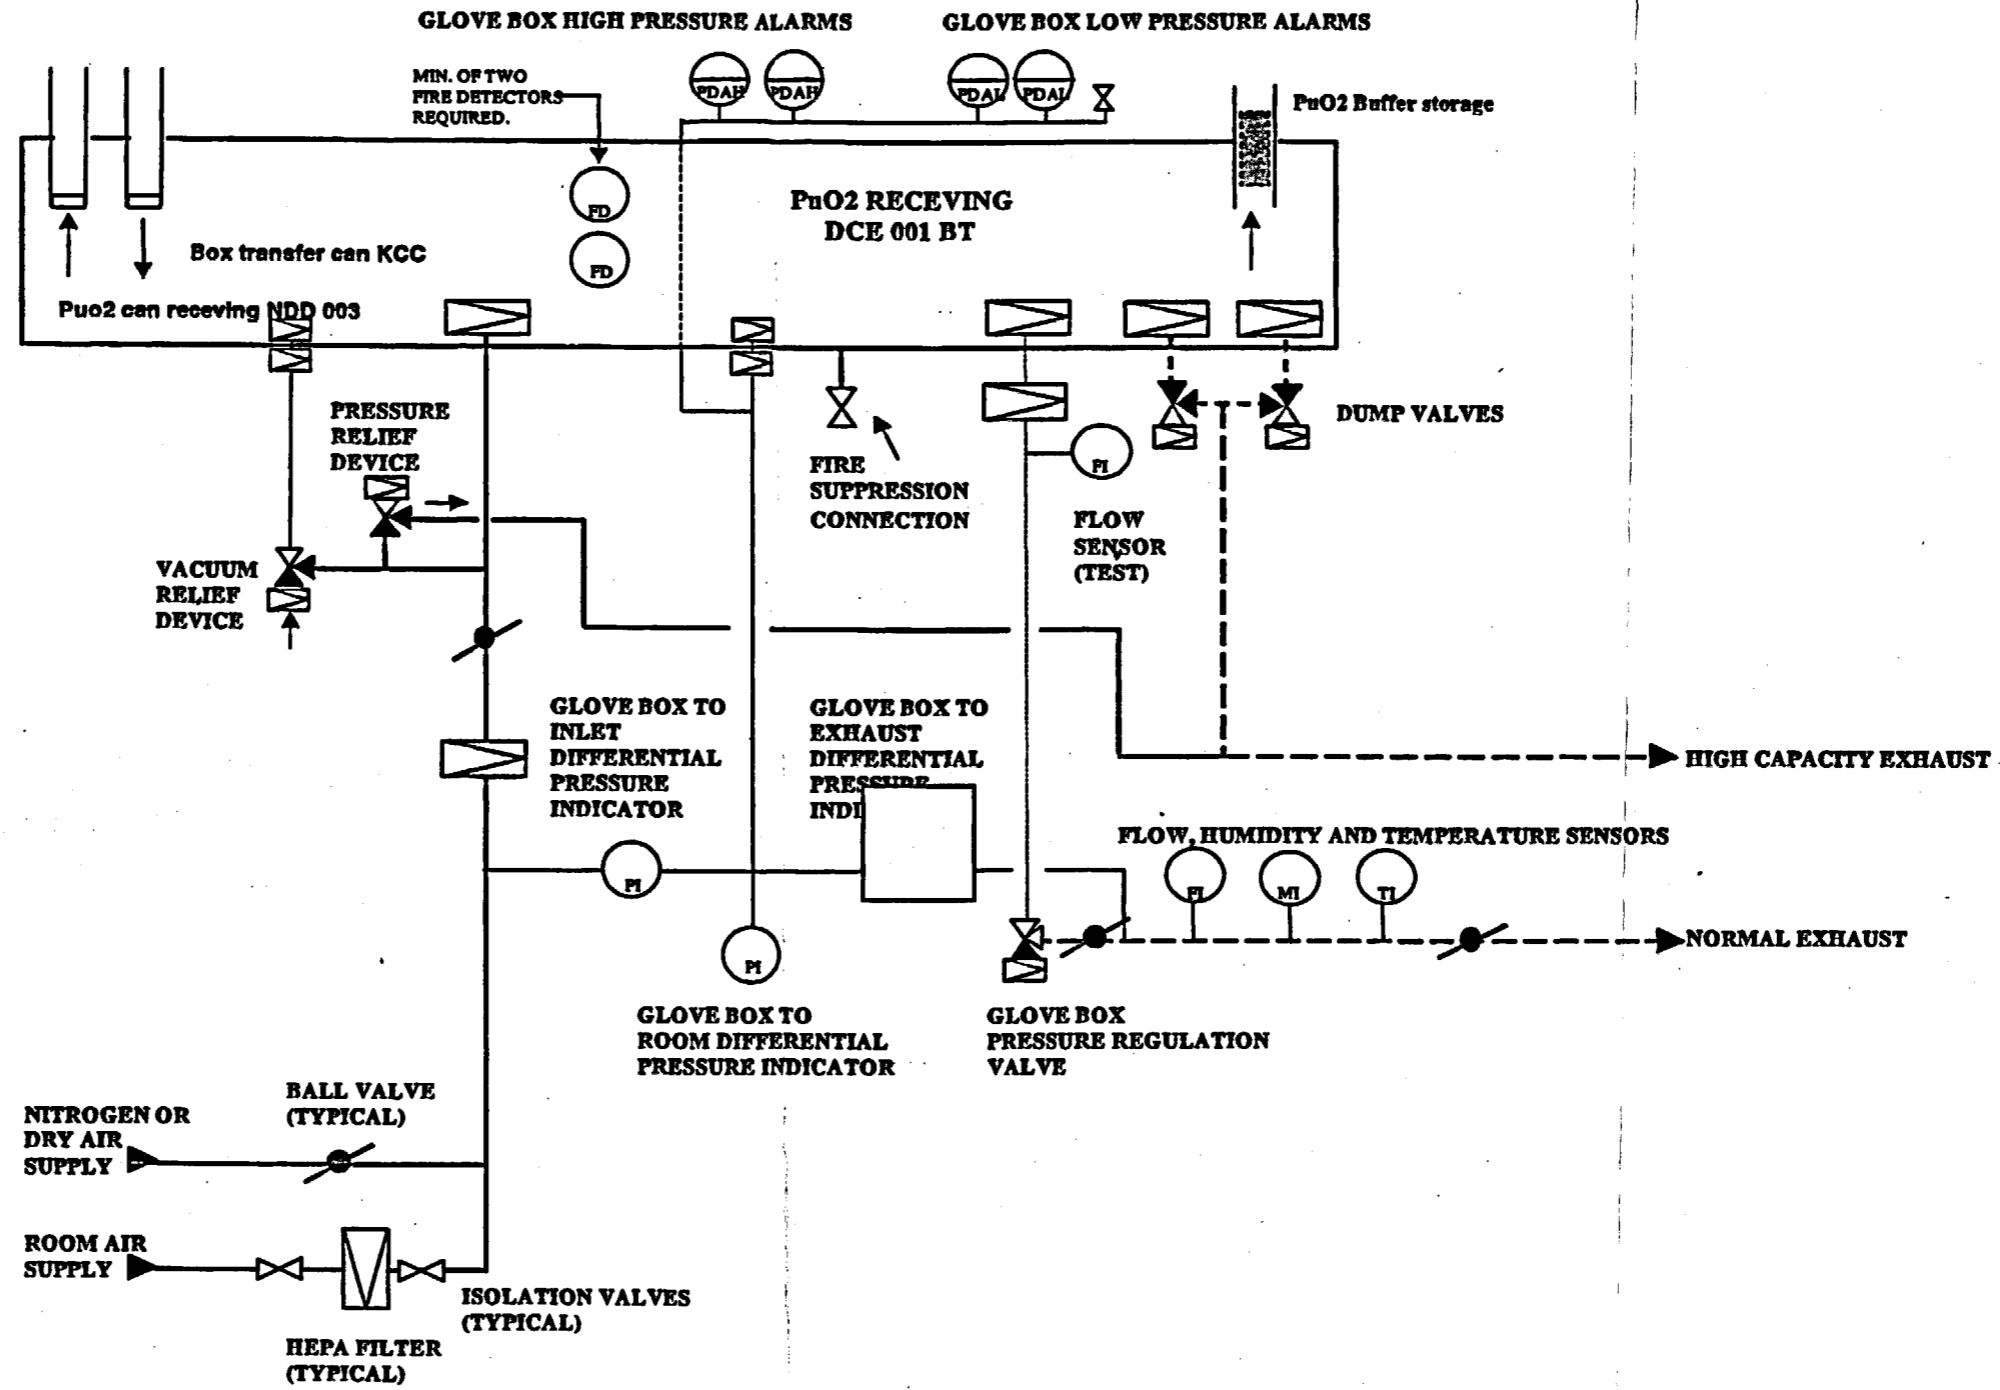 GLOVE BOX HIGH PRESSURE ALARMS
GLOVE BOX LOW PRESSURE ALARMS
MIN. OF TWO
FIRE DETECTORS
REQUIRED.
PDAH
PDAH
PDAL
PDAL
PuO2 Buffer storage
FD
FD
PuO2 RECEVING
DCE 001 BT
Box transfer can KCC
Puo2 can receving NDD 003
PRESSURE
RELIEF
DEVICE
VACUUM
RELIEF
DEVICE
FIRE
SUPPRESSION
CONNECTION
FI
FLOW
SENSOR
(TEST)
DUMP VALVES
GLOVE BOX TO
INLET
DIFFERENTIAL
PRESSURE
INDICATOR
GLOVE BOX TO
EXHAUST
DIFFERENTIAL
PRESSURE
INDI
HIGH CAPACITY EXHAUST
FLOW, HUMIDITY AND TEMPERATURE SENSORS
PI
FI
MI
TI
NORMAL EXHAUST
PI
GLOVE BOX TO
ROOM DIFFERENTIAL
PRESSURE INDICATOR
GLOVE BOX
PRESSURE REGULATION
VALVE
BALL VALVE
(TYPICAL)
NITROGEN OR
DRY AIR
SUPPLY
ROOM AIR
SUPPLY
ISOLATION VALVES
(TYPICAL)
HEPA FILTER
(TYPICAL)